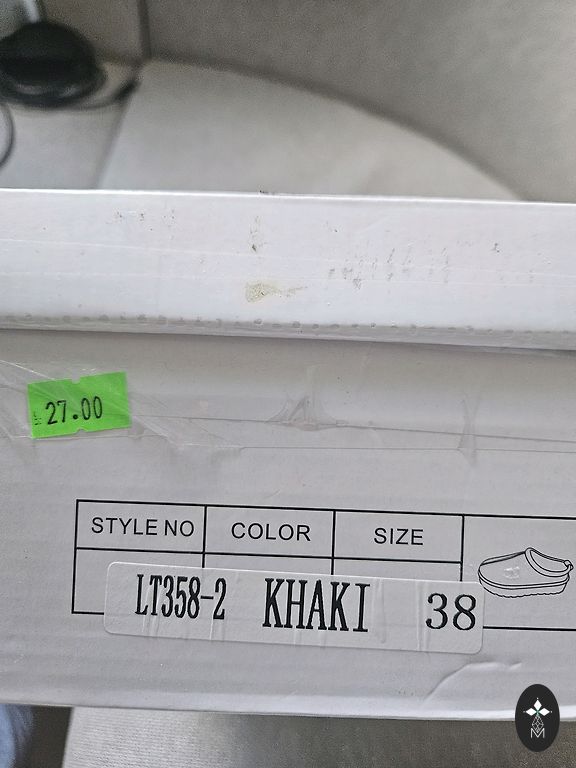 27.00
STYLE NO COLOR SIZE
LT358-2 KHAKI 38
M